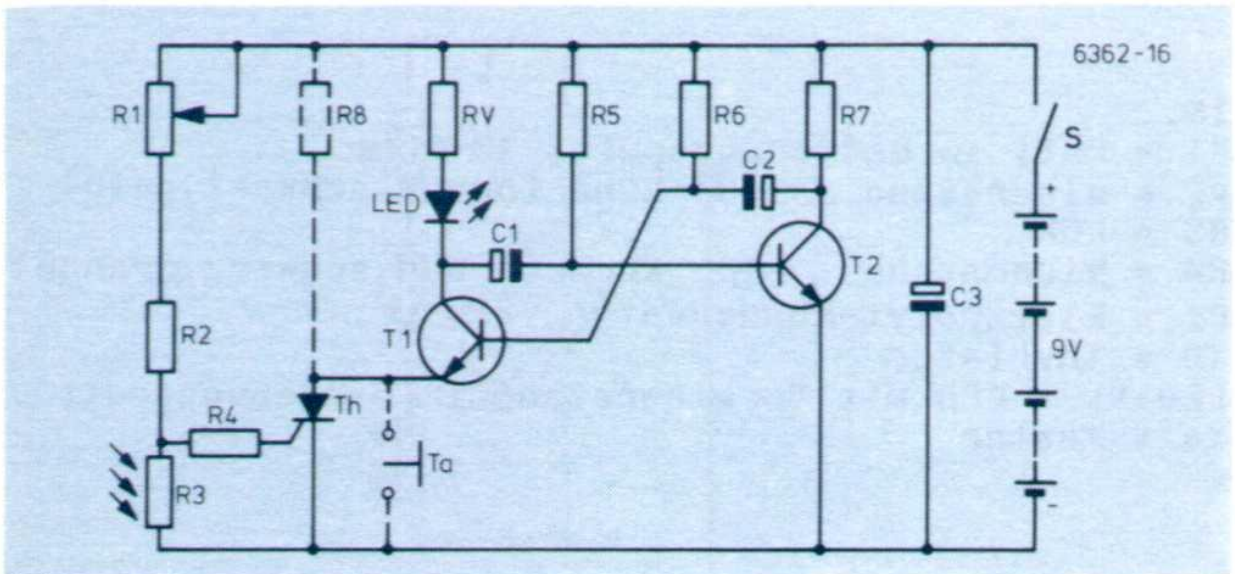 6362-16
R1
R8
RV
R5
R6
R7
S
C2
LED
C1
+
T2
T1
C3
R2
9V
Th
R4
Ta
R3
-